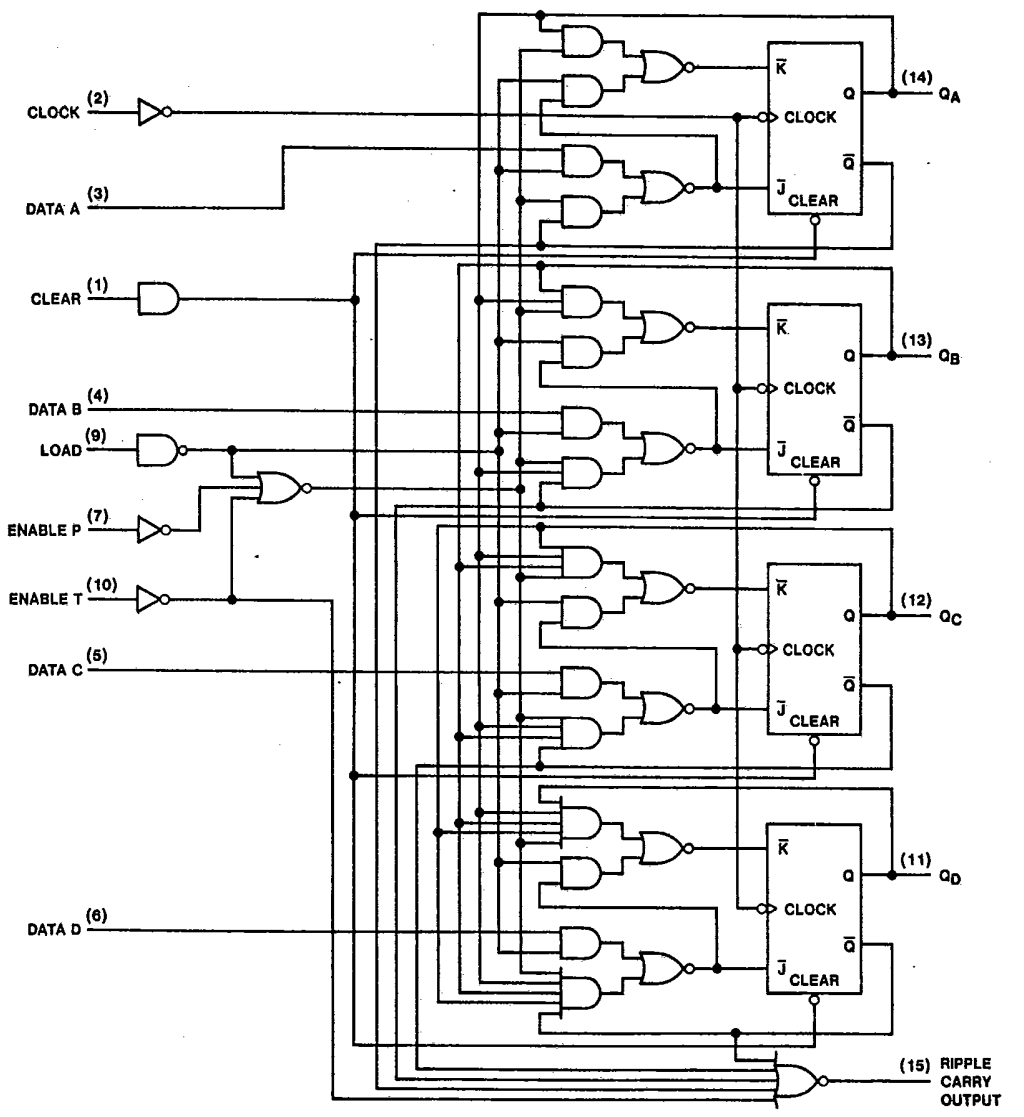 (14) QA
K̅
Q
CLOCK (2)
CLOCK
Q̅
DATA A (3)
J̅
CLEAR
CLEAR (1)
K̅
(13) QB
Q
CLOCK
DATA B (4)
Q̅
LOAD (9)
J̅
CLEAR
ENABLE P (7)
ENABLE T (10)
K̅
(12) QC
Q
CLOCK
DATA C (5)
Q̅
J̅
CLEAR
K̅
(11) QD
Q
CLOCK
DATA D (6)
Q̅
J̅
CLEAR
(15) RIPPLE
CARRY
OUTPUT